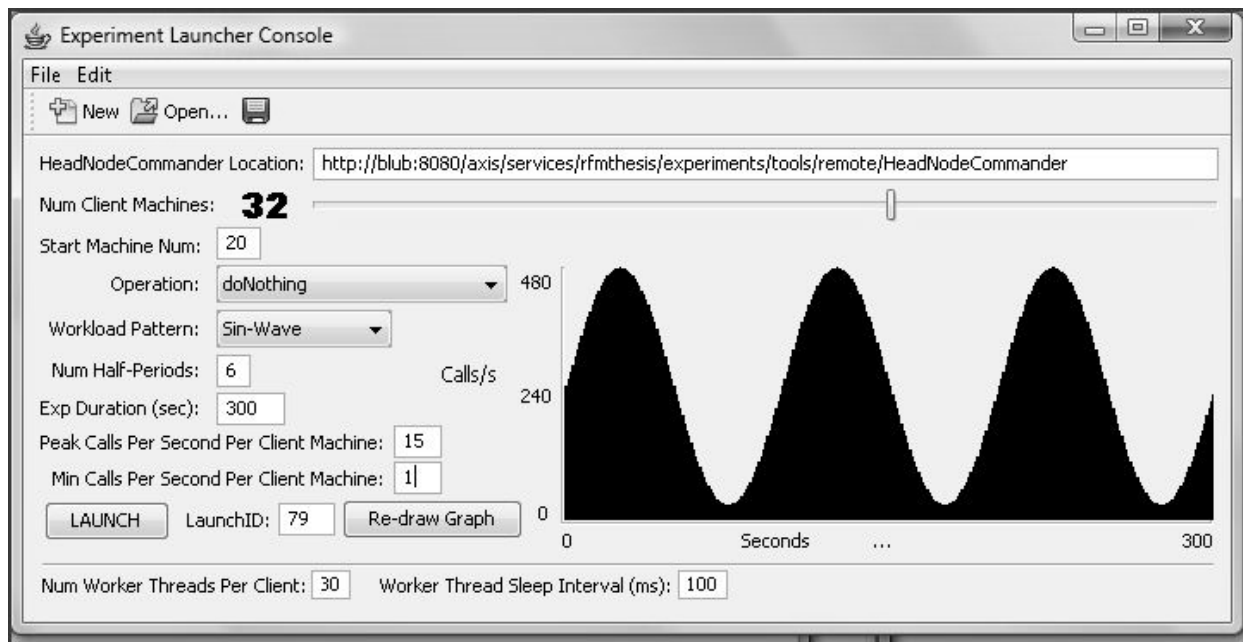 Experiment Launcher Console
File Edit
New Open...
HeadNodeCommander Location: http://blub:8080/axis/services/rfmthesis/experiments/tools/remote/HeadNodeCommander
Num Client Machines: 32
Start Machine Num: 20
Operation: doNothing
Workload Pattern: Sin-Wave
Num Half-Periods: 6
Exp Duration (sec): 300
Peak Calls Per Second Per Client Machine: 15
Min Calls Per Second Per Client Machine: 1
LAUNCH LaunchID: 79 Re-draw Graph
480
Calls/s
240
0
0 Seconds ... 300
Num Worker Threads Per Client: 30 Worker Thread Sleep Interval (ms): 100